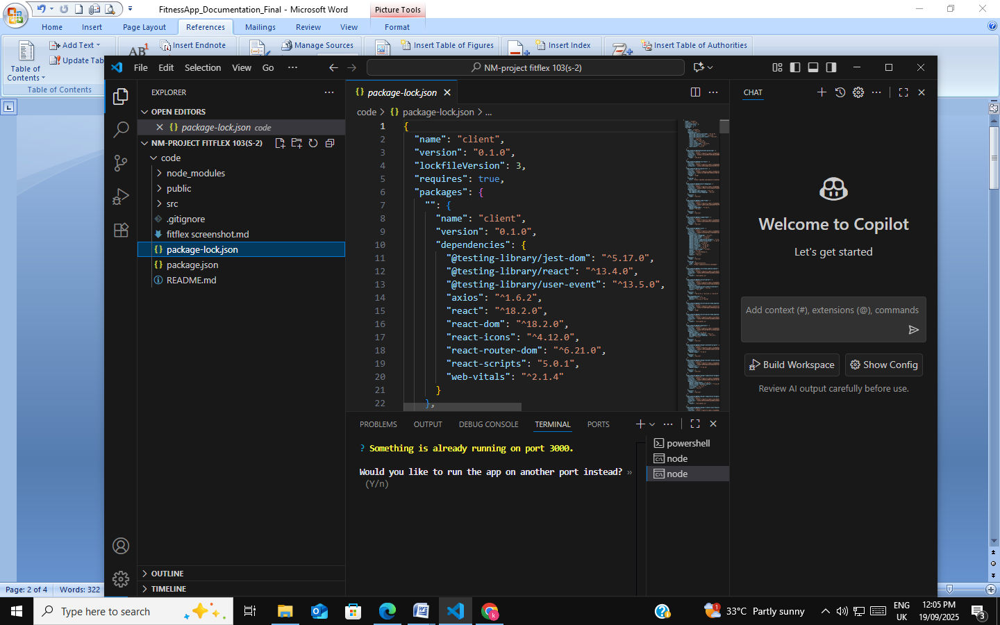 FitnessApp_Documentation_Final - Microsoft Word
Picture Tools
Home
Insert
Page Layout
References
Mailings
Review
View
Format
Table of
Contents
Add Text
Update Tab
Table of Contents
AB1
Insert Endnote
Manage Sources
Insert Table of Figures
Insert Index
Insert Table of Authorities
File
Edit
Selection
View
Go
NM-project fitflex 103(s-2)
EXPLORER
OPEN EDITORS
package-lock.json code
NM-PROJECT FITFLEX 103(S-2)
code
node_modules
public
src
.gitignore
fitflex screenshot.md
package-lock.json
package.json
README.md
OUTLINE
TIMELINE
package-lock.json
code > package-lock.json > ...
1 {
2 "name": "client",
3 "version": "0.1.0",
4 "lockfileVersion": 3,
5 "requires": true,
6 "packages": {
7 "": {
8 "name": "client",
9 "version": "0.1.0",
10 "dependencies": {
11 "@testing-library/jest-dom": "^5.17.0",
12 "@testing-library/react": "^13.4.0",
13 "@testing-library/user-event": "^13.5.0",
14 "axios": "^1.6.2",
15 "react": "^18.2.0",
16 "react-dom": "^18.2.0",
17 "react-icons": "^4.12.0",
18 "react-router-dom": "^6.21.0",
19 "react-scripts": "5.0.1",
20 "web-vitals": "^2.1.4"
21 }
22 },
PROBLEMS
OUTPUT
DEBUG CONSOLE
TERMINAL
PORTS
? Something is already running on port 3000.
Would you like to run the app on another port instead? »
(Y/n)
powershell
node
node
CHAT
Welcome to Copilot
Let's get started
Add context (#), extensions (@), commands
Build Workspace
Show Config
Review AI output carefully before use.
Page: 2 of 4
Words: 322
Type here to search
33°C Partly sunny
ENG
UK
12:05 PM
19/09/2025
3